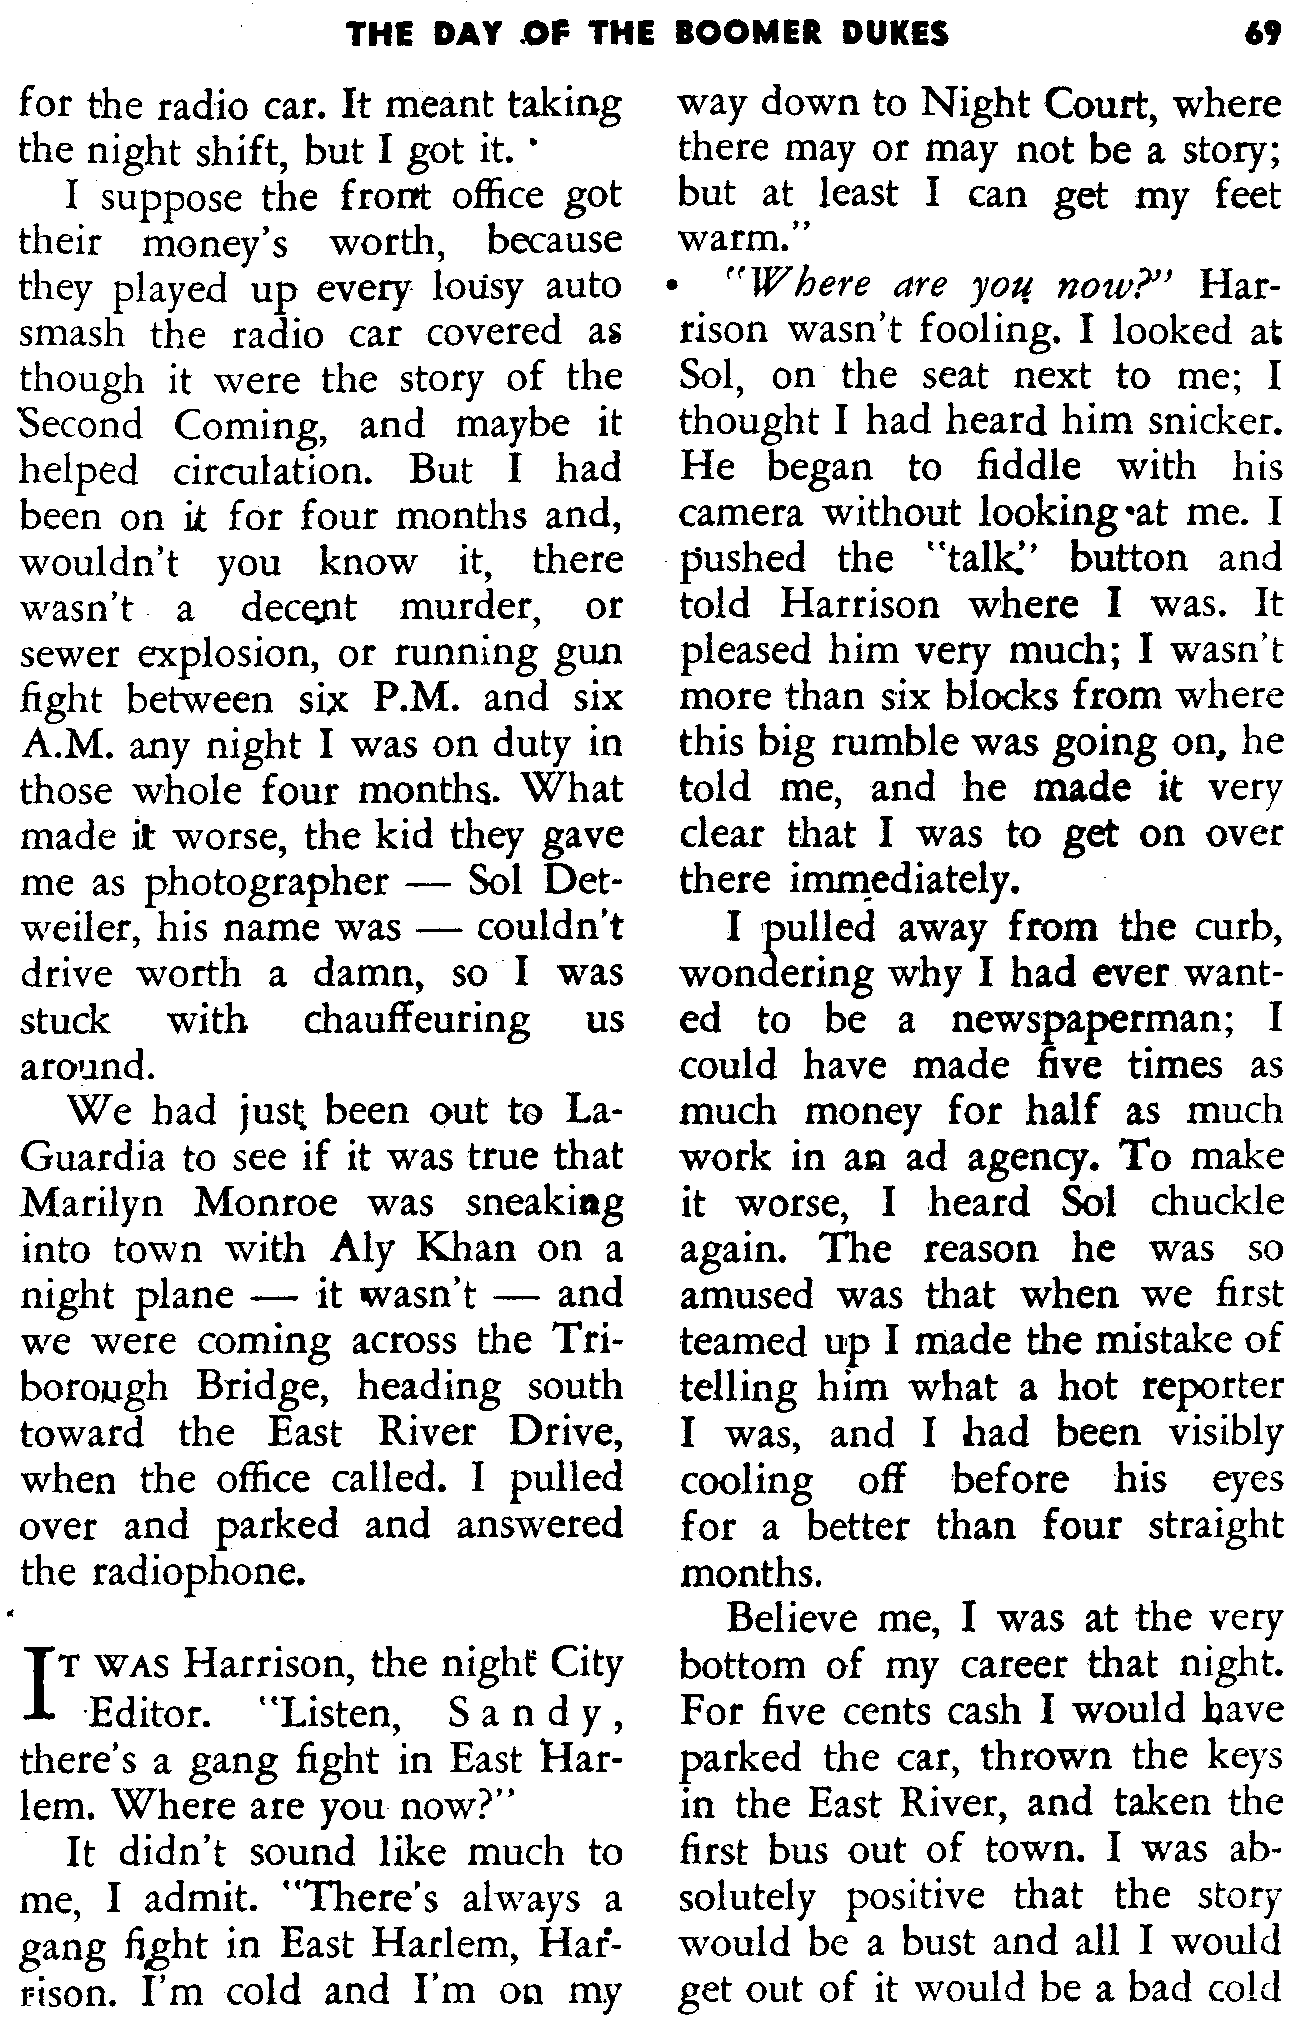 THE DAY OF THE BOOMER DUKES 69
for the radio car. It meant taking
the night shift, but I got it.
I suppose the front office got
their money's worth, because
they played up every lousy auto
smash the radio car covered as
though it were the story of the
Second Coming, and maybe it
helped circulation. But I had
been on it for four months and,
wouldn't you know it, there
wasn't a decent murder, or
sewer explosion, or running gun
fight between six P.M. and six
A.M. any night I was on duty in
those whole four months. What
made it worse, the kid they gave
me as photographer — Sol Det-
weiler, his name was — couldn't
drive worth a damn, so I was
stuck with chauffeuring us
around.
We had just been out to La-
Guardia to see if it was true that
Marilyn Monroe was sneaking
into town with Aly Khan on a
night plane — it wasn't — and
we were coming across the Tri-
borough Bridge, heading south
toward the East River Drive,
when the office called. I pulled
over and parked and answered
the radiophone.
IT WAS Harrison, the night City
Editor. "Listen, Sandy,
there's a gang fight in East Har-
lem. Where are you now?"
It didn't sound like much to
me, I admit. "There's always a
gang fight in East Harlem, Har-
rison. I'm cold and I'm on my
way down to Night Court, where
there may or may not be a story;
but at least I can get my feet
warm."
"Where are you now?" Har-
rison wasn't fooling. I looked at
Sol, on the seat next to me; I
thought I had heard him snicker.
He began to fiddle with his
camera without looking at me. I
pushed the "talk" button and
told Harrison where I was. It
pleased him very much; I wasn't
more than six blocks from where
this big rumble was going on, he
told me, and he made it very
clear that I was to get on over
there immediately.
I pulled away from the curb,
wondering why I had ever want-
ed to be a newspaperman; I
could have made five times as
much money for half as much
work in an ad agency. To make
it worse, I heard Sol chuckle
again. The reason he was so
amused was that when we first
teamed up I made the mistake of
telling him what a hot reporter
I was, and I had been visibly
cooling off before his eyes
for a better than four straight
months.
Believe me, I was at the very
bottom of my career that night.
For five cents cash I would have
parked the car, thrown the keys
in the East River, and taken the
first bus out of town. I was ab-
solutely positive that the story
would be a bust and all I would
get out of it would be a bad cold